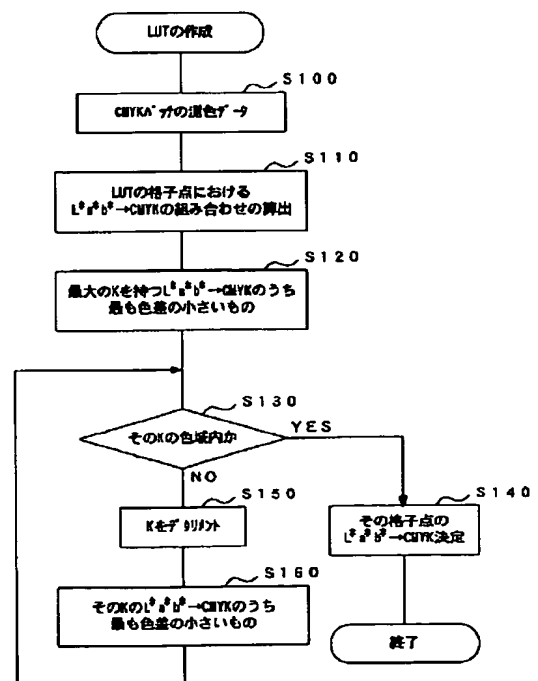 LUTの作成
S100
CMYKパッチの測色データ
S110
LUTの格子点における
L*a*b*→CMYKの組み合わせの算出
S120
最大のKを持つL*a*b*→CMYKのうち
最も色差の小さいもの
S130
そのKの色域内か
YES
NO
S150
S140
Kをデクリメント
その格子点の
L*a*b*→CMYK決定
S160
そのKのL*a*b*→CMYKのうち
最も色差の小さいもの
終了